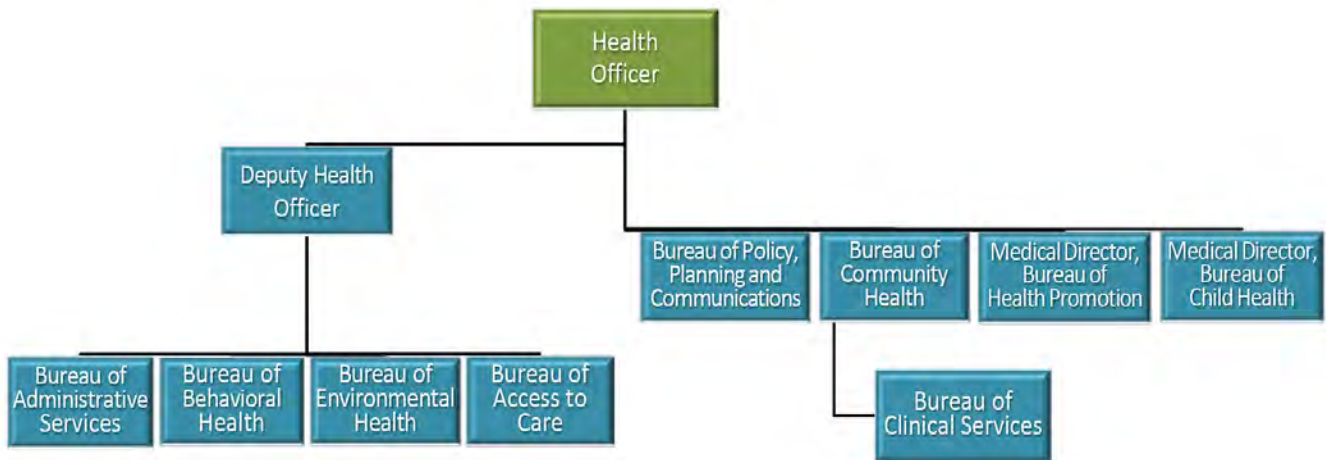 Health
Officer
Deputy Health
Officer
Bureau of Policy,
Planning and
Communications
Bureau of
Community
Health
Medical Director,
Bureau of
Health Promotion
Medical Director,
Bureau of
Child Health
Bureau of
Administrative
Services
Bureau of
Behavioral
Health
Bureau of
Environmental
Health
Bureau of
Access to
Care
Bureau of
Clinical Services